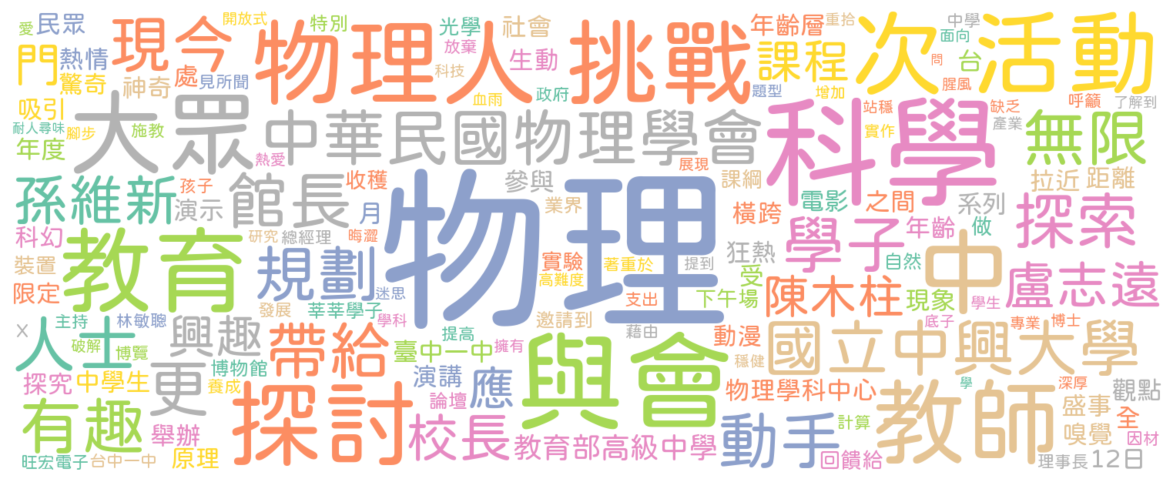 愛 民眾 開放式 特別 光學 社會 年齡層 重拾 中學
門 熱情 現今 物理人 挑戰 放棄 生動 課程 次 活動 面向 台 問
驚奇 神奇 處 見所聞 科技 題型 增加 腥風
吸引 大眾 血雨 政府 科學 站穩 呼籲 缺乏 了解到
耐人尋味 腳步 施教 中華民國物理學會 實作 產業 無限
年度 熱愛 展現
孫維新 孩子 館長 收穫 參與 課綱 電影 之間 系列 拉近 距離
演示 月 物理 業界 橫跨 學子 年齡 做 探索
科幻 教育 研究 總經理 晦澀 著重於 提到 狂熱
裝置 規劃 迷思 實驗 高難度 受 自然 中 盧志遠
限定 發展 莘莘學子 支出 下午場 陳木柱 現象 學生
x 主持 林敏聰 學科 邀請到 藉由 動漫 底子 專業 博士
人士 破解 博覽 興趣 帶給 提高 擁有 臺中一中 與會 穩健 國立中興大學
探究 中學生 博物館 養成 更 演講 應 論壇 物理學科中心 學 深厚 觀點
有趣 探討 教師 盛事 全
舉辦 校長 教育部高級中學 動手 計算 嗅覺 因材
旺宏電子 台中一中 原理 回饋給 理事長 12日